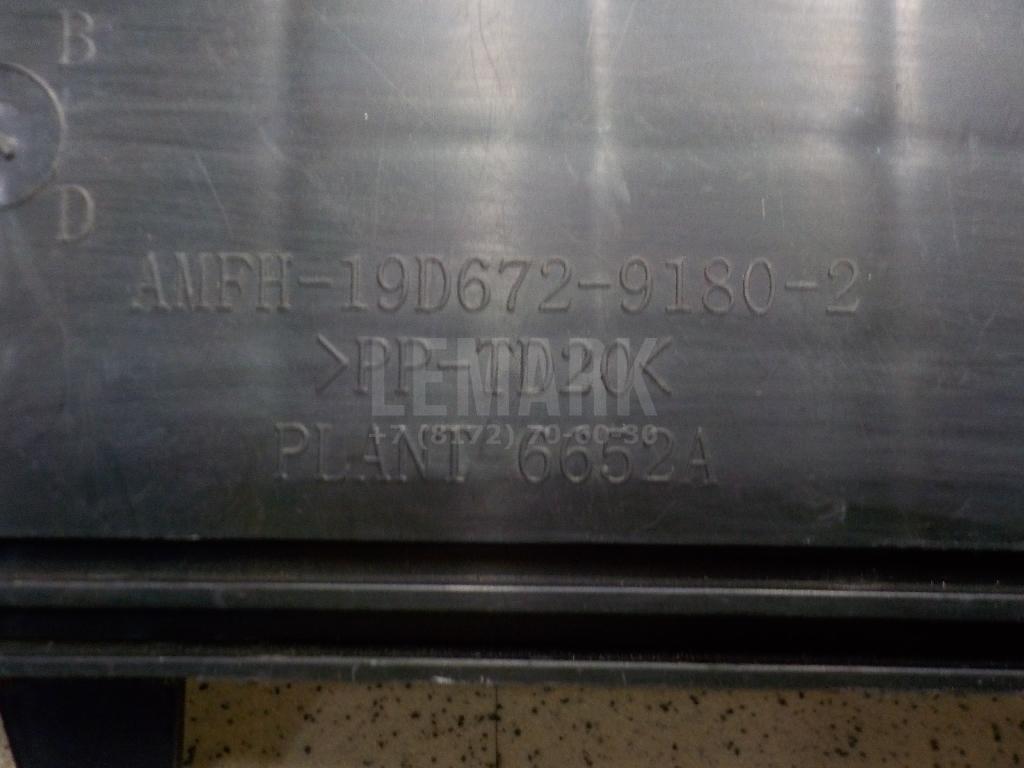 B
D
AMFH-19D672-9180-2
>PP-TD20<
LEMARK
+7 (8172) 70-60-30
PLANT 6652A